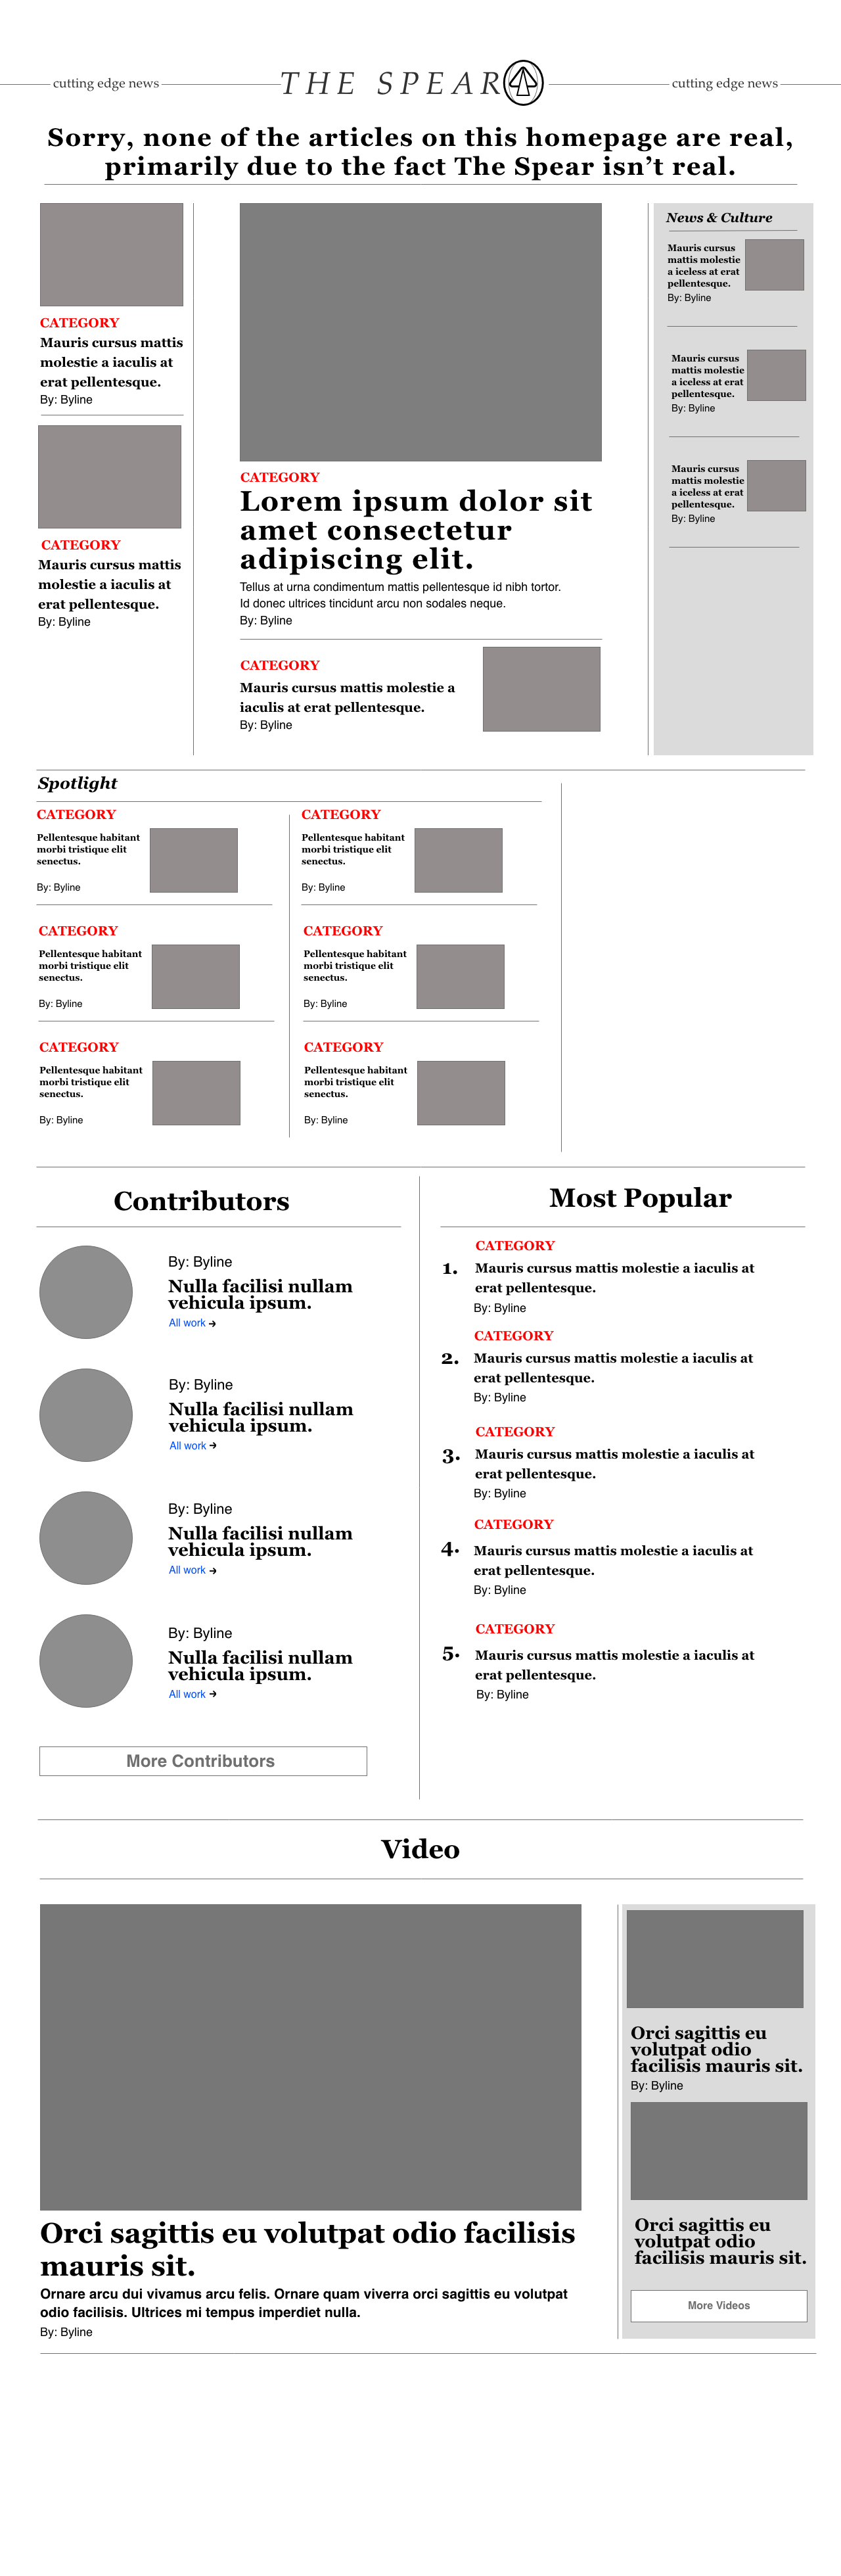 cutting edge news
THE SPEAR
cutting edge news
Sorry, none of the articles on this homepage are real,
primarily due to the fact The Spear isn't real.
CATEGORY
Mauris cursus mattis
molestie a iaculis at
erat pellentesque.
By: Byline
CATEGORY
Mauris cursus mattis
molestie a iaculis at
erat pellentesque.
By: Byline
CATEGORY
Lorem ipsum dolor sit
amet consectetur
adipiscing elit.
Tellus at urna condimentum mattis pellentesque id nibh tortor.
Id donec ultrices tincidunt arcu non sodales neque.
By: Byline
CATEGORY
Mauris cursus mattis molestie a
iaculis at erat pellentesque.
By: Byline
News & Culture
Mauris cursus
mattis molestie
a iceless at erat
pellentesque.
By: Byline
Mauris cursus
mattis molestie
a iceless at erat
pellentesque.
By: Byline
Mauris cursus
mattis molestie
a iceless at erat
pellentesque.
By: Byline
Spotlight
CATEGORY
Pellentesque habitant
morbi tristique elit
senectus.
By: Byline
CATEGORY
Pellentesque habitant
morbi tristique elit
senectus.
By: Byline
CATEGORY
Pellentesque habitant
morbi tristique elit
senectus.
By: Byline
CATEGORY
Pellentesque habitant
morbi tristique elit
senectus.
By: Byline
CATEGORY
Pellentesque habitant
morbi tristique elit
senectus.
By: Byline
CATEGORY
Pellentesque habitant
morbi tristique elit
senectus.
By: Byline
Contributors
By: Byline
Nulla facilisi nullam
vehicula ipsum.
All work →
By: Byline
Nulla facilisi nullam
vehicula ipsum.
All work →
By: Byline
Nulla facilisi nullam
vehicula ipsum.
All work →
By: Byline
Nulla facilisi nullam
vehicula ipsum.
All work →
More Contributors
Most Popular
CATEGORY
1. Mauris cursus mattis molestie a iaculis at
erat pellentesque.
By: Byline
CATEGORY
2. Mauris cursus mattis molestie a iaculis at
erat pellentesque.
By: Byline
CATEGORY
3. Mauris cursus mattis molestie a iaculis at
erat pellentesque.
By: Byline
CATEGORY
4. Mauris cursus mattis molestie a iaculis at
erat pellentesque.
By: Byline
CATEGORY
5. Mauris cursus mattis molestie a iaculis at
erat pellentesque.
By: Byline
Video
Orci sagittis eu volutpat odio facilisis
mauris sit.
Ornare arcu dui vivamus arcu felis. Ornare quam viverra orci sagittis eu volutpat
odio facilisis. Ultrices mi tempus imperdiet nulla.
By: Byline
Orci sagittis eu
volutpat odio
facilisis mauris sit.
By: Byline
Orci sagittis eu
volutpat odio
facilisis mauris sit.
More Videos